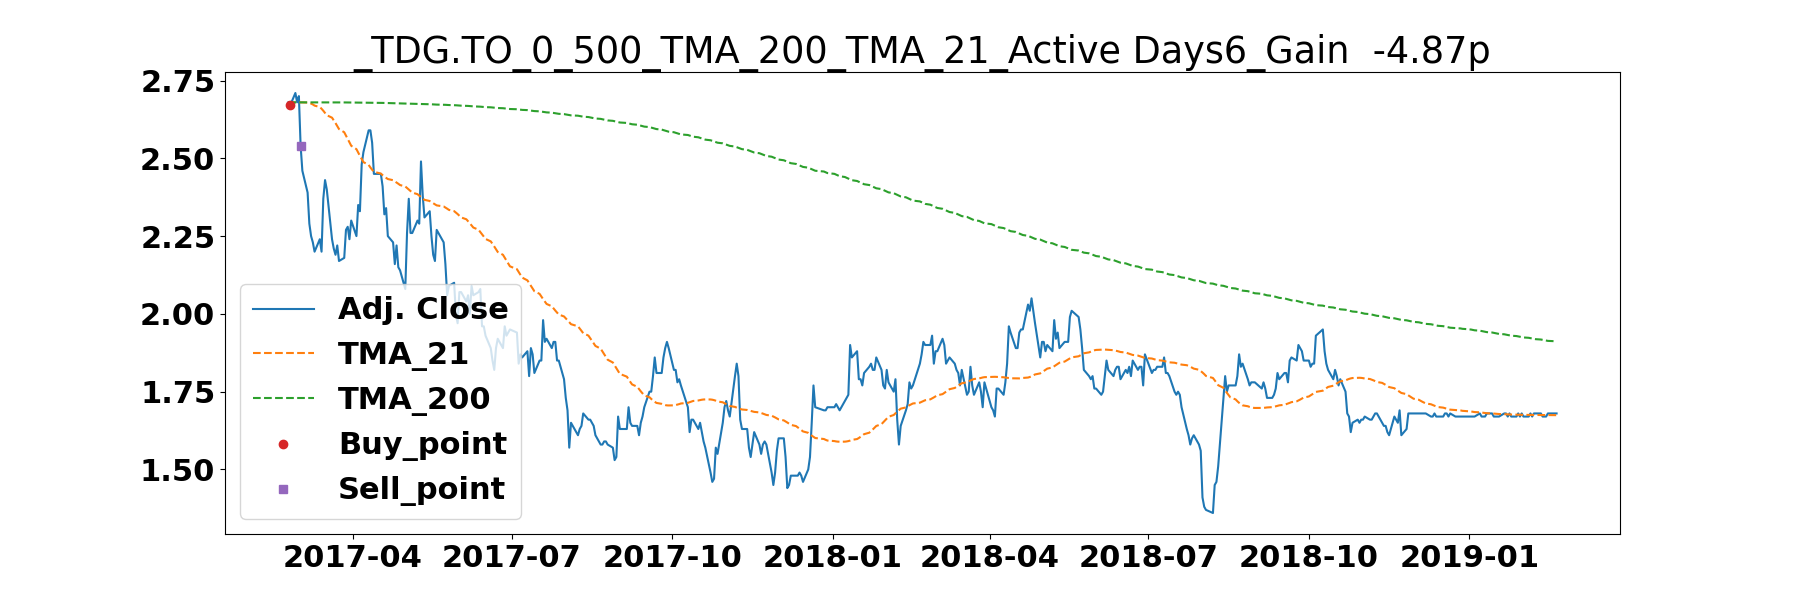 _TDG.TO_0_500_TMA_200_TMA_21_Active Days6_Gain  -4.87p
2.75
2.50
2.25
2.00
1.75
1.50
Adj. Close
TMA_21
TMA_200
Buy_point
Sell_point
2017-04 2017-07 2017-10 2018-01 2018-04 2018-07 2018-10 2019-01